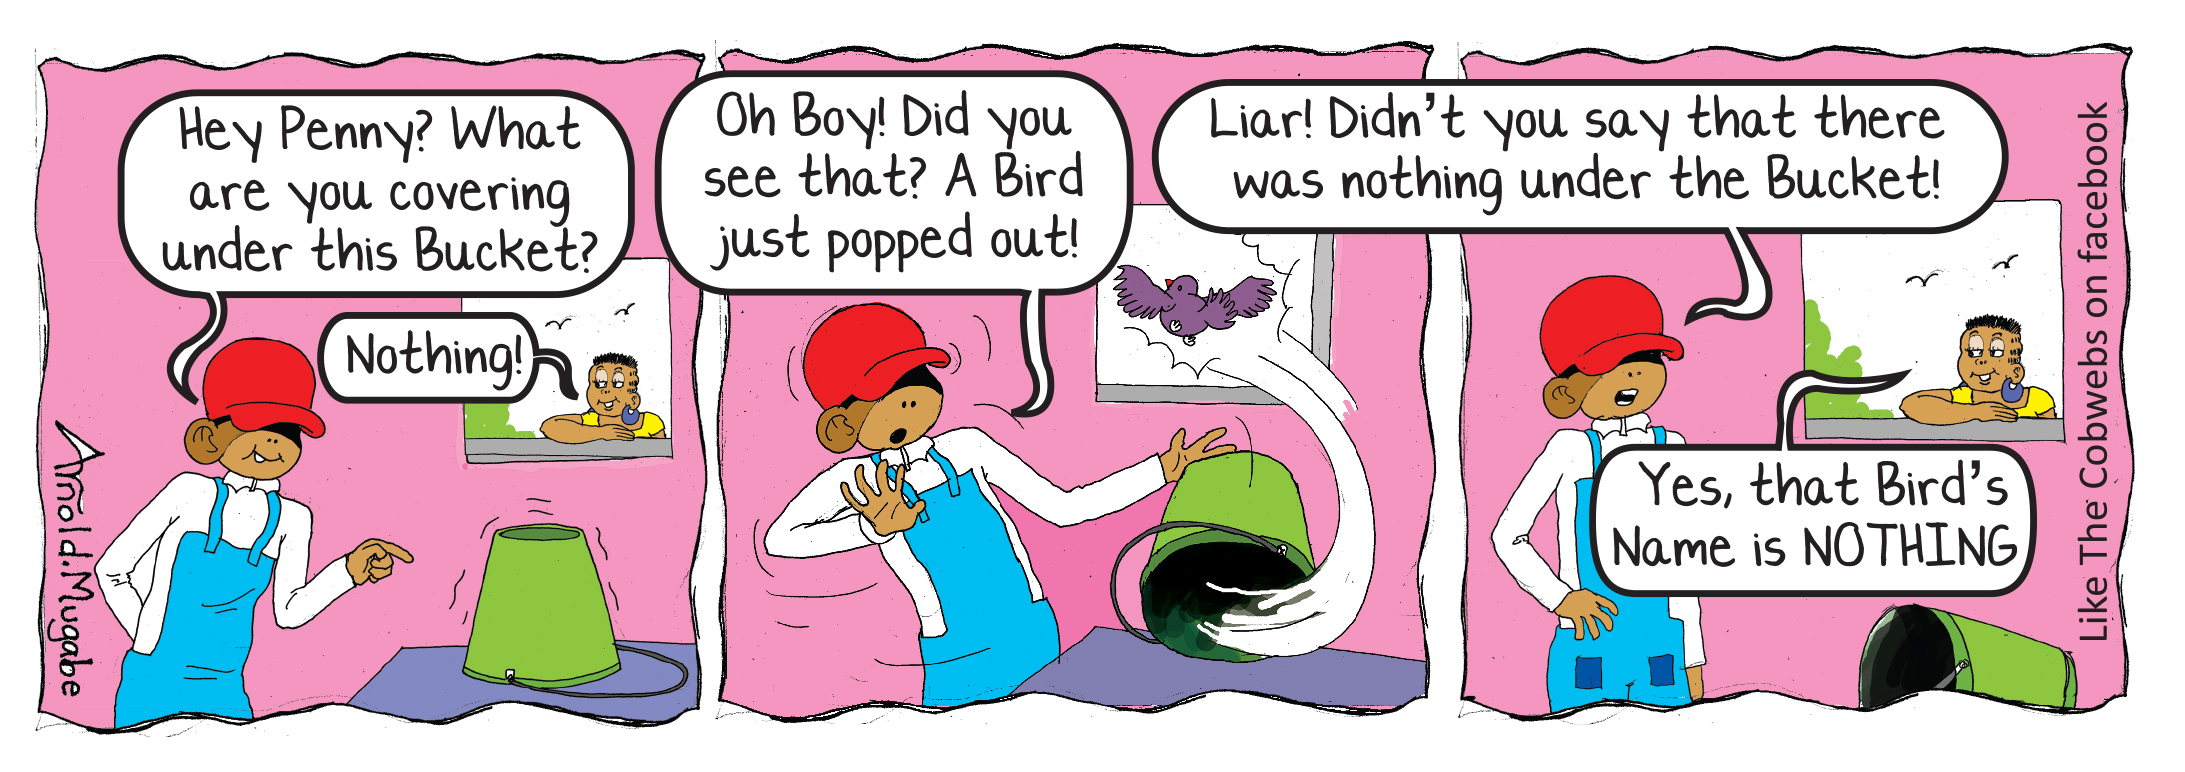 Hey Penny? What
are you covering
under this Bucket?
Nothing!
Arnold.Mugabe
Oh Boy! Did you
see that? A Bird
just popped out!
Liar! Didn't you say that there
was nothing under the Bucket!
Yes, that Bird's
Name is NOTHING
Like The Cobwebs on facebook